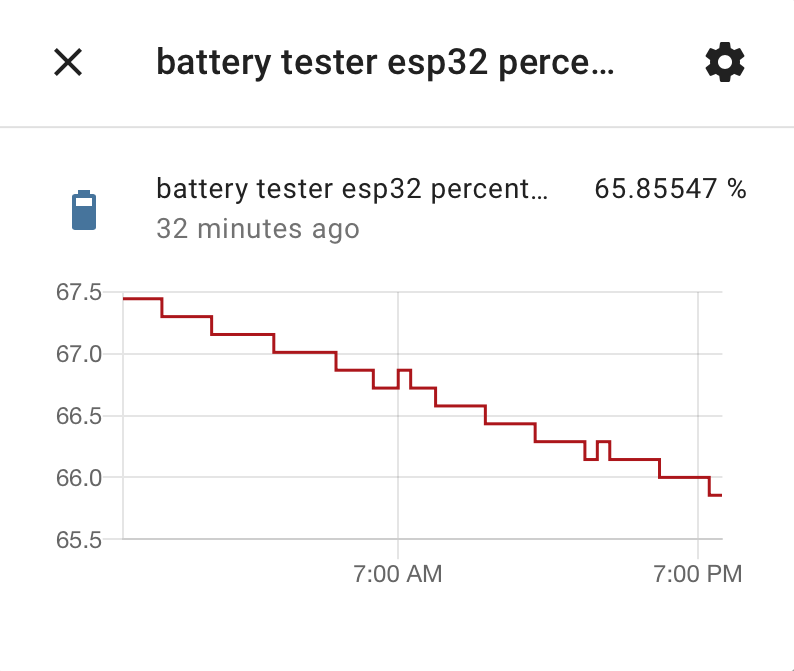 battery tester esp32 perce...
battery tester esp32 percent... 65.85547 %
32 minutes ago
67.5
67.0
66.5
66.0
65.5
7:00 AM 7:00 PM